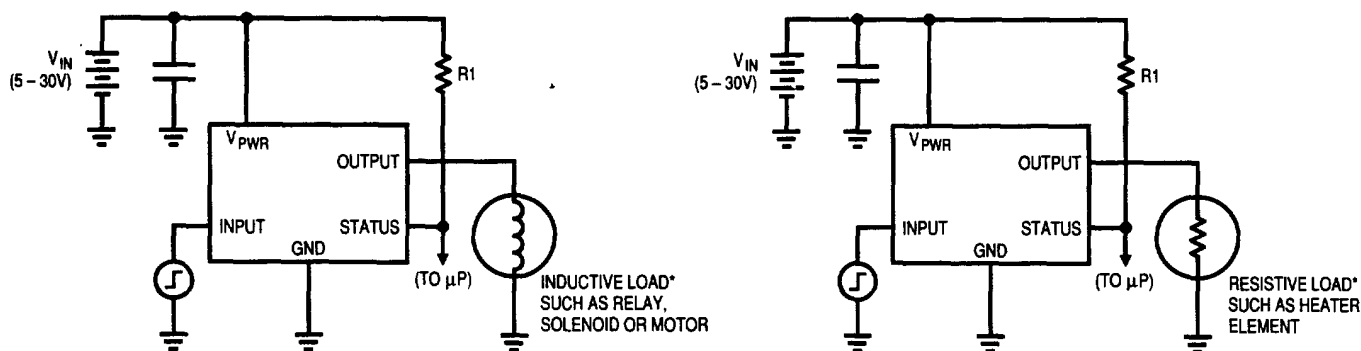 V_IN
(5 – 30V)
R1
V_PWR
OUTPUT
INPUT
STATUS
GND
(TO µP)
INDUCTIVE LOAD*
SUCH AS RELAY,
SOLENOID OR MOTOR
V_IN
(5 – 30V)
R1
V_PWR
OUTPUT
INPUT
STATUS
GND
(TO µP)
RESISTIVE LOAD*
SUCH AS HEATER
ELEMENT